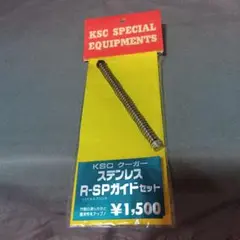 KSC SPECIAL
EQUIPMENTS
KSC クーガー
ステンレス
R-SPガイドセット
¥1,500